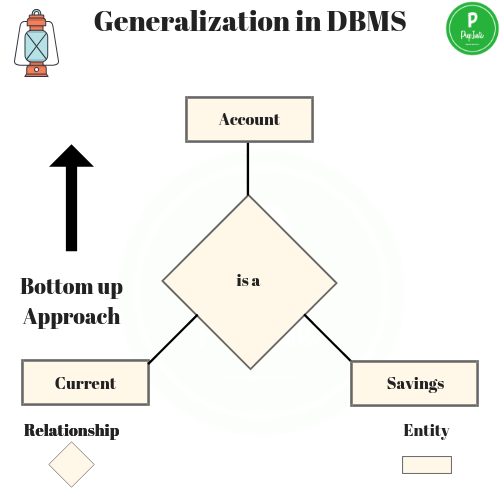 Generalization in DBMS
P
Account
is a
Bottom up
Approach
Current
Savings
Relationship
Entity